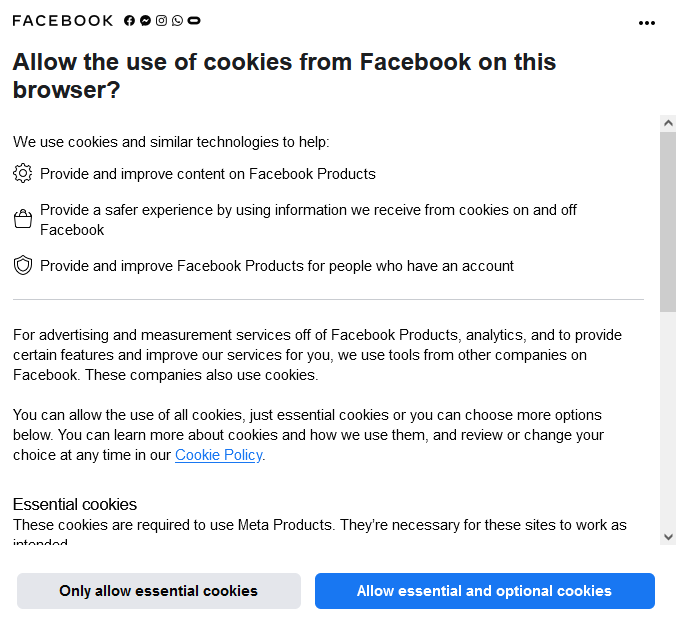 FACEBOOK
Allow the use of cookies from Facebook on this
browser?
We use cookies and similar technologies to help:
Provide and improve content on Facebook Products
Provide a safer experience by using information we receive from cookies on and off
Facebook
Provide and improve Facebook Products for people who have an account
For advertising and measurement services off of Facebook Products, analytics, and to provide
certain features and improve our services for you, we use tools from other companies on
Facebook. These companies also use cookies.
You can allow the use of all cookies, just essential cookies or you can choose more options
below. You can learn more about cookies and how we use them, and review or change your
choice at any time in our Cookie Policy.
Essential cookies
These cookies are required to use Meta Products. They’re necessary for these sites to work as
intended
Only allow essential cookies
Allow essential and optional cookies